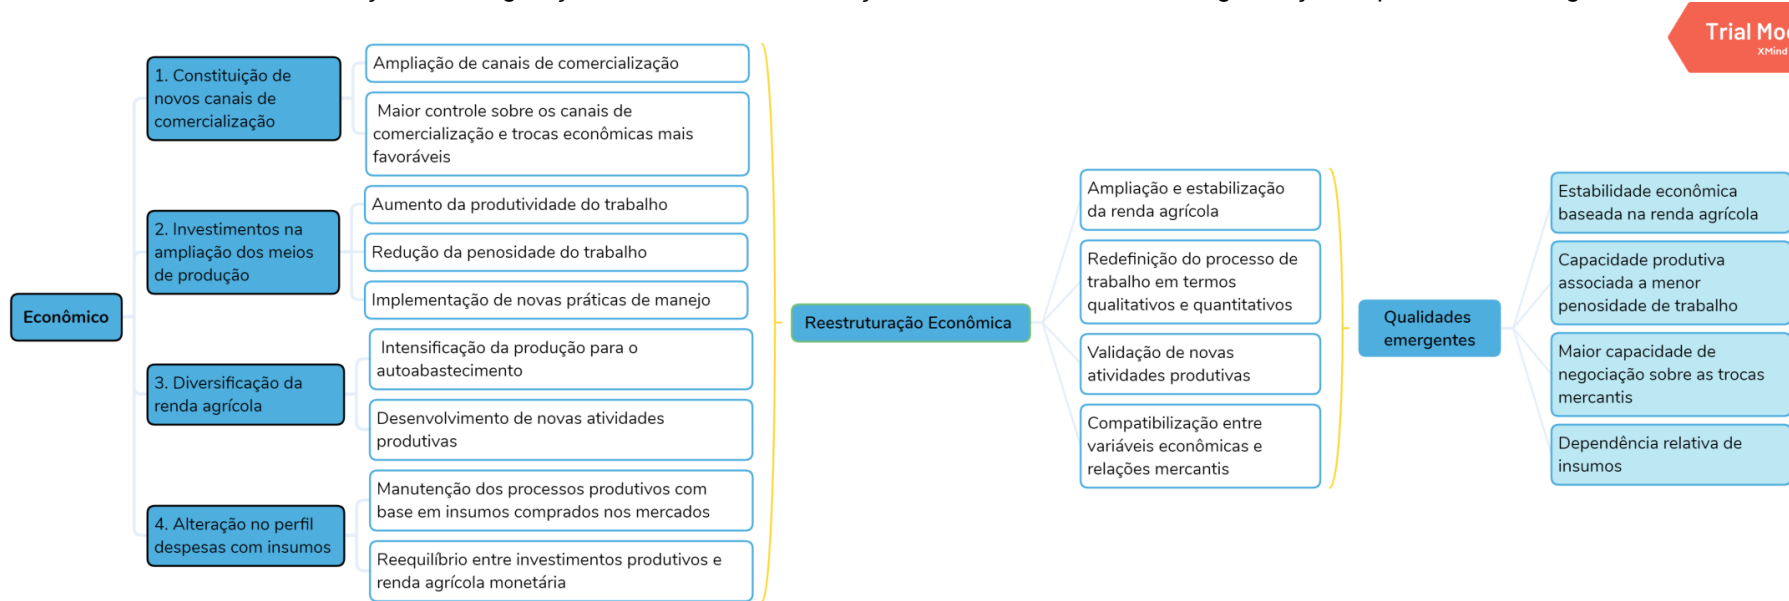 Trial Mo
XMind
Econômico
1. Constituição de
novos canais de
comercialização
Ampliação de canais de comercialização
Maior controle sobre os canais de
comercialização e trocas econômicas mais
favoráveis
2. Investimentos na
ampliação dos meios
de produção
Aumento da produtividade do trabalho
Redução da penosidade do trabalho
Implementação de novas práticas de manejo
3. Diversificação da
renda agrícola
Intensificação da produção para o
autoabastecimento
Desenvolvimento de novas atividades
produtivas
4. Alteração no perfil
despesas com insumos
Manutenção dos processos produtivos com
base em insumos comprados nos mercados
Reequilíbrio entre investimentos produtivos e
renda agrícola monetária
Reestruturação Econômica
Ampliação e estabilização
da renda agrícola
Redefinição do processo de
trabalho em termos
qualitativos e quantitativos
Validação de novas
atividades produtivas
Compatibilização entre
variáveis econômicas e
relações mercantis
Qualidades
emergentes
Estabilidade econômica
baseada na renda agrícola
Capacidade produtiva
associada a menor
penosidade de trabalho
Maior capacidade de
negociação sobre as trocas
mercantis
Dependência relativa de
insumos